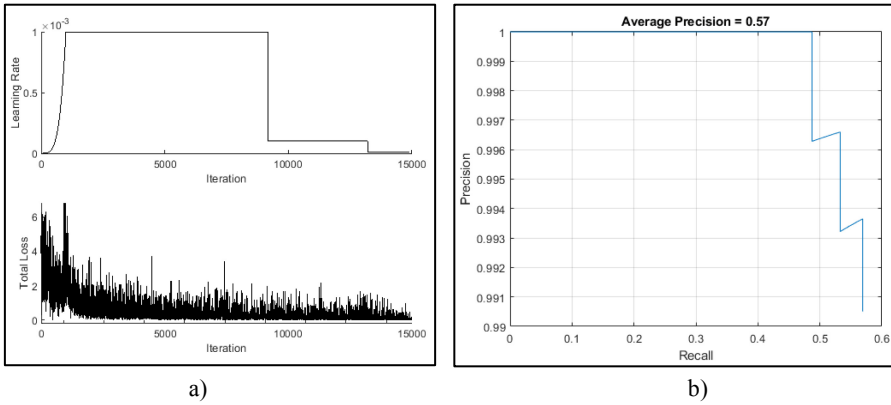 × 10⁻³
1
0.5
0
Learning Rate
0 5000 10000 15000
Iteration
6
4
2
0
Total Loss
0 5000 10000 15000
Iteration
a)
Average Precision = 0.57
1
0.999
0.998
0.997
0.996
0.995
0.994
0.993
0.992
0.991
0.99
Precision
0 0.1 0.2 0.3 0.4 0.5 0.6
Recall
b)